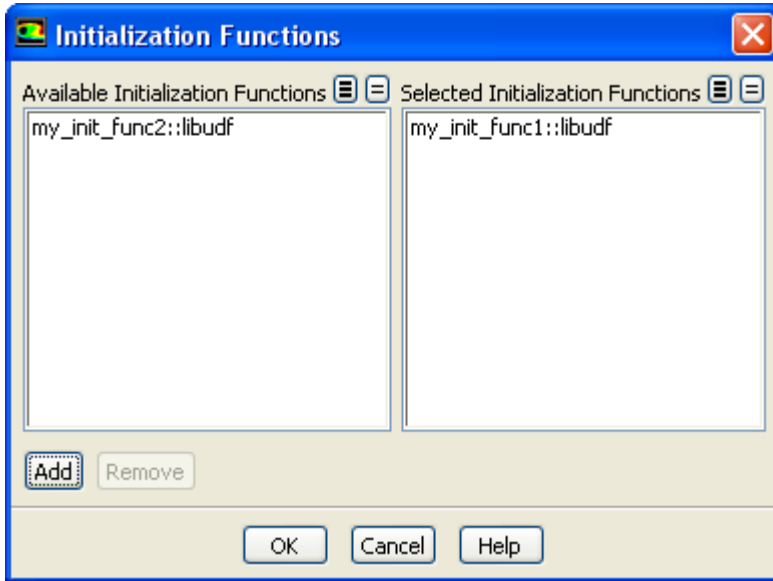 Initialization Functions
Available Initialization Functions
Selected Initialization Functions
my_init_func2::libudf
my_init_func1::libudf
Add
Remove
OK
Cancel
Help